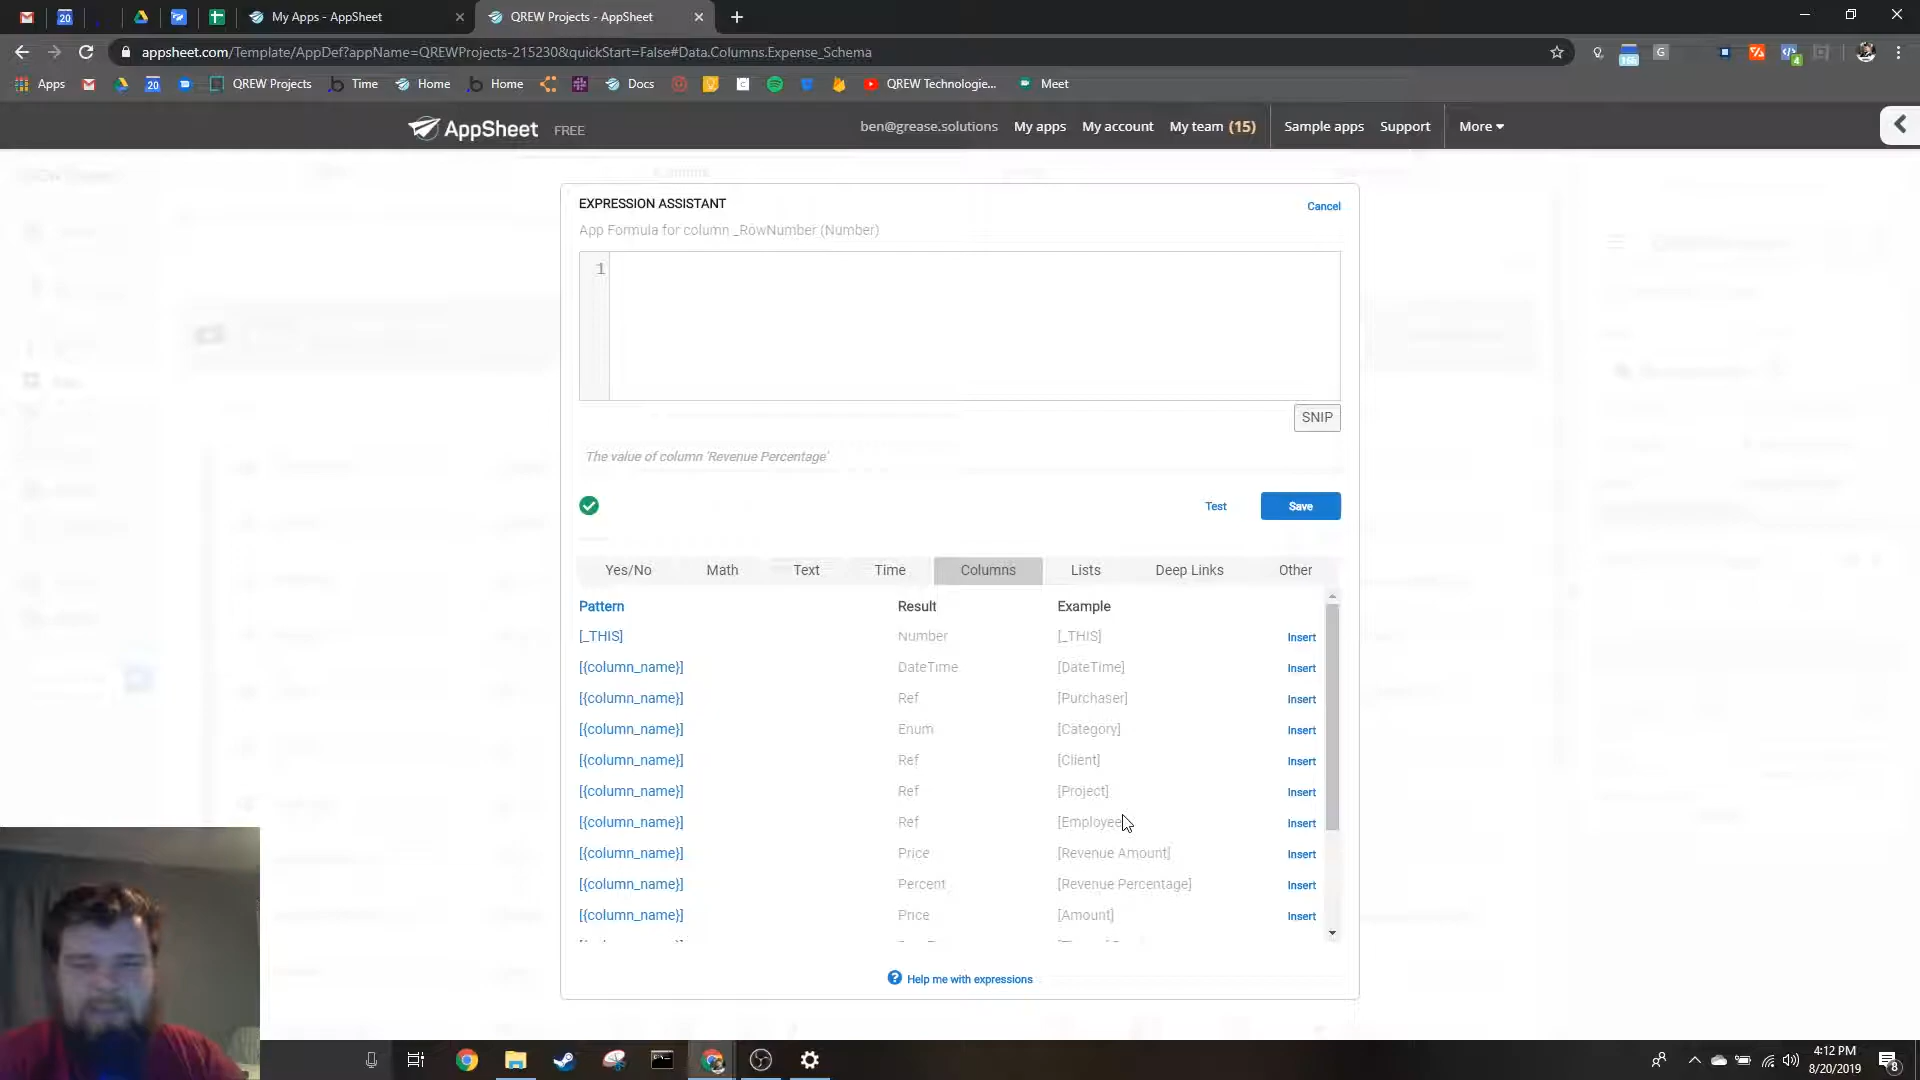 20
My Apps - AppSheet
QREW Projects - AppSheet
appsheet.com/Template/AppDef?appName=QREWProjects-215230&quickStart=False#Data.Columns.Expense_Schema
G
4
Apps
20
QREW Projects
Time
Home
Home
Docs
QREW Technologie...
Meet
AppSheet FREE
ben@grease.solutions
My apps
My account
My team (15)
Sample apps
Support
More
EXPRESSION ASSISTANT
Cancel
App Formula for column _RowNumber (Number)
1
SNIP
The value of column 'Revenue Percentage'
Test
Save
Yes/No Math Text Time Columns Lists Deep Links Other
Pattern Result Example
[_THIS] Number [_THIS] Insert
[{column_name}] DateTime [DateTime] Insert
[{column_name}] Ref [Purchaser] Insert
[{column_name}] Enum [Category] Insert
[{column_name}] Ref [Client] Insert
[{column_name}] Ref [Project] Insert
[{column_name}] Ref [Employee Insert
[{column_name}] Price [Revenue Amount] Insert
[{column_name}] Percent [Revenue Percentage] Insert
[{column_name}] Price [Amount] Insert
Help me with expressions
4:12 PM
8/20/2019
8